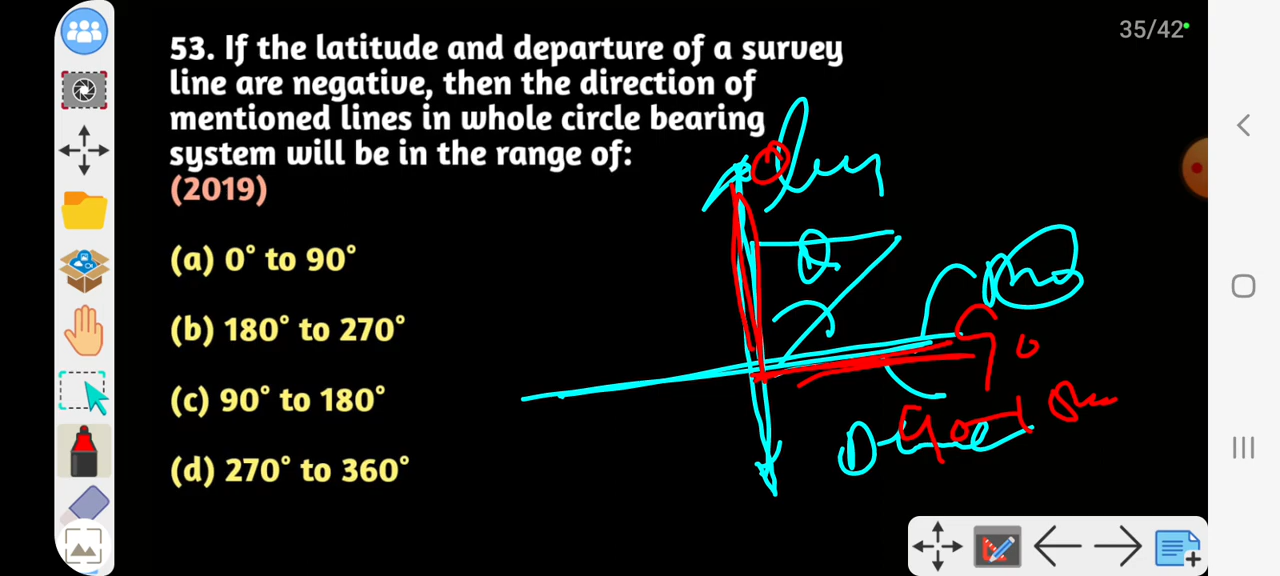 35/42
53. If the latitude and departure of a survey
line are negative, then the direction of
mentioned lines in whole circle bearing
system will be in the range of:
(2019)
(a) 0° to 90°
(b) 180° to 270°
(c) 90° to 180°
(d) 270° to 360°